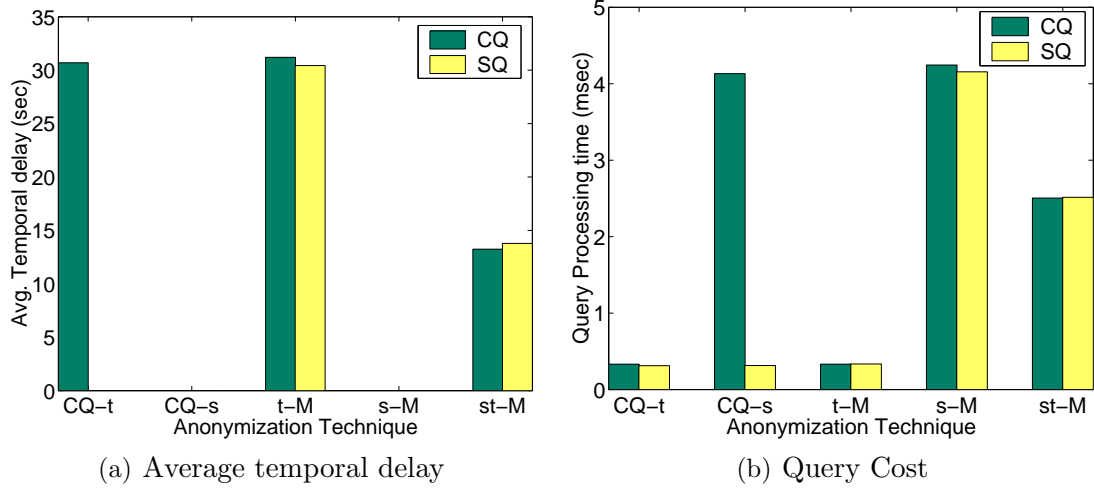 35
30
25
20
15
10
5
0
Avg. Temporal delay (sec)
CQ
SQ
CQ−t CQ−s t−M s−M st−M
Anonymization Technique
(a) Average temporal delay
5
4
3
2
1
0
Query Processing time (msec)
CQ
SQ
CQ−t CQ−s t−M s−M st−M
Anonymization Technique
(b) Query Cost